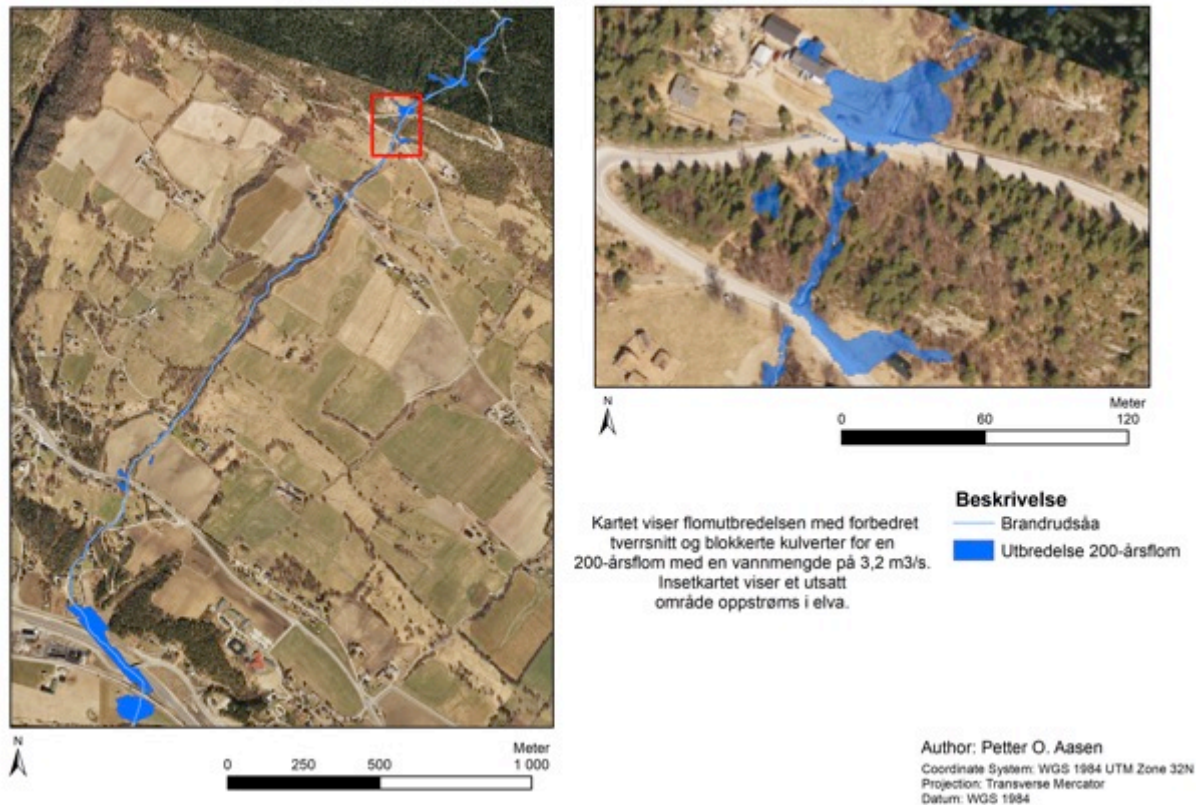 N
Meter
0 250 500 1 000
N
Meter
0 60 120
Kartet viser flomutbredelsen med forbedret
tverrsnitt og blokkerte kulverter for en
200-årsflom med en vannmengde på 3,2 m3/s.
Insetkartet viser et utsatt
område oppstrøms i elva.
Beskrivelse
Brandrudsåa
Utbredelse 200-årsflom
Author: Petter O. Aasen
Coordinate System: WGS 1984 UTM Zone 32N
Projection: Transverse Mercator
Datum: WGS 1984